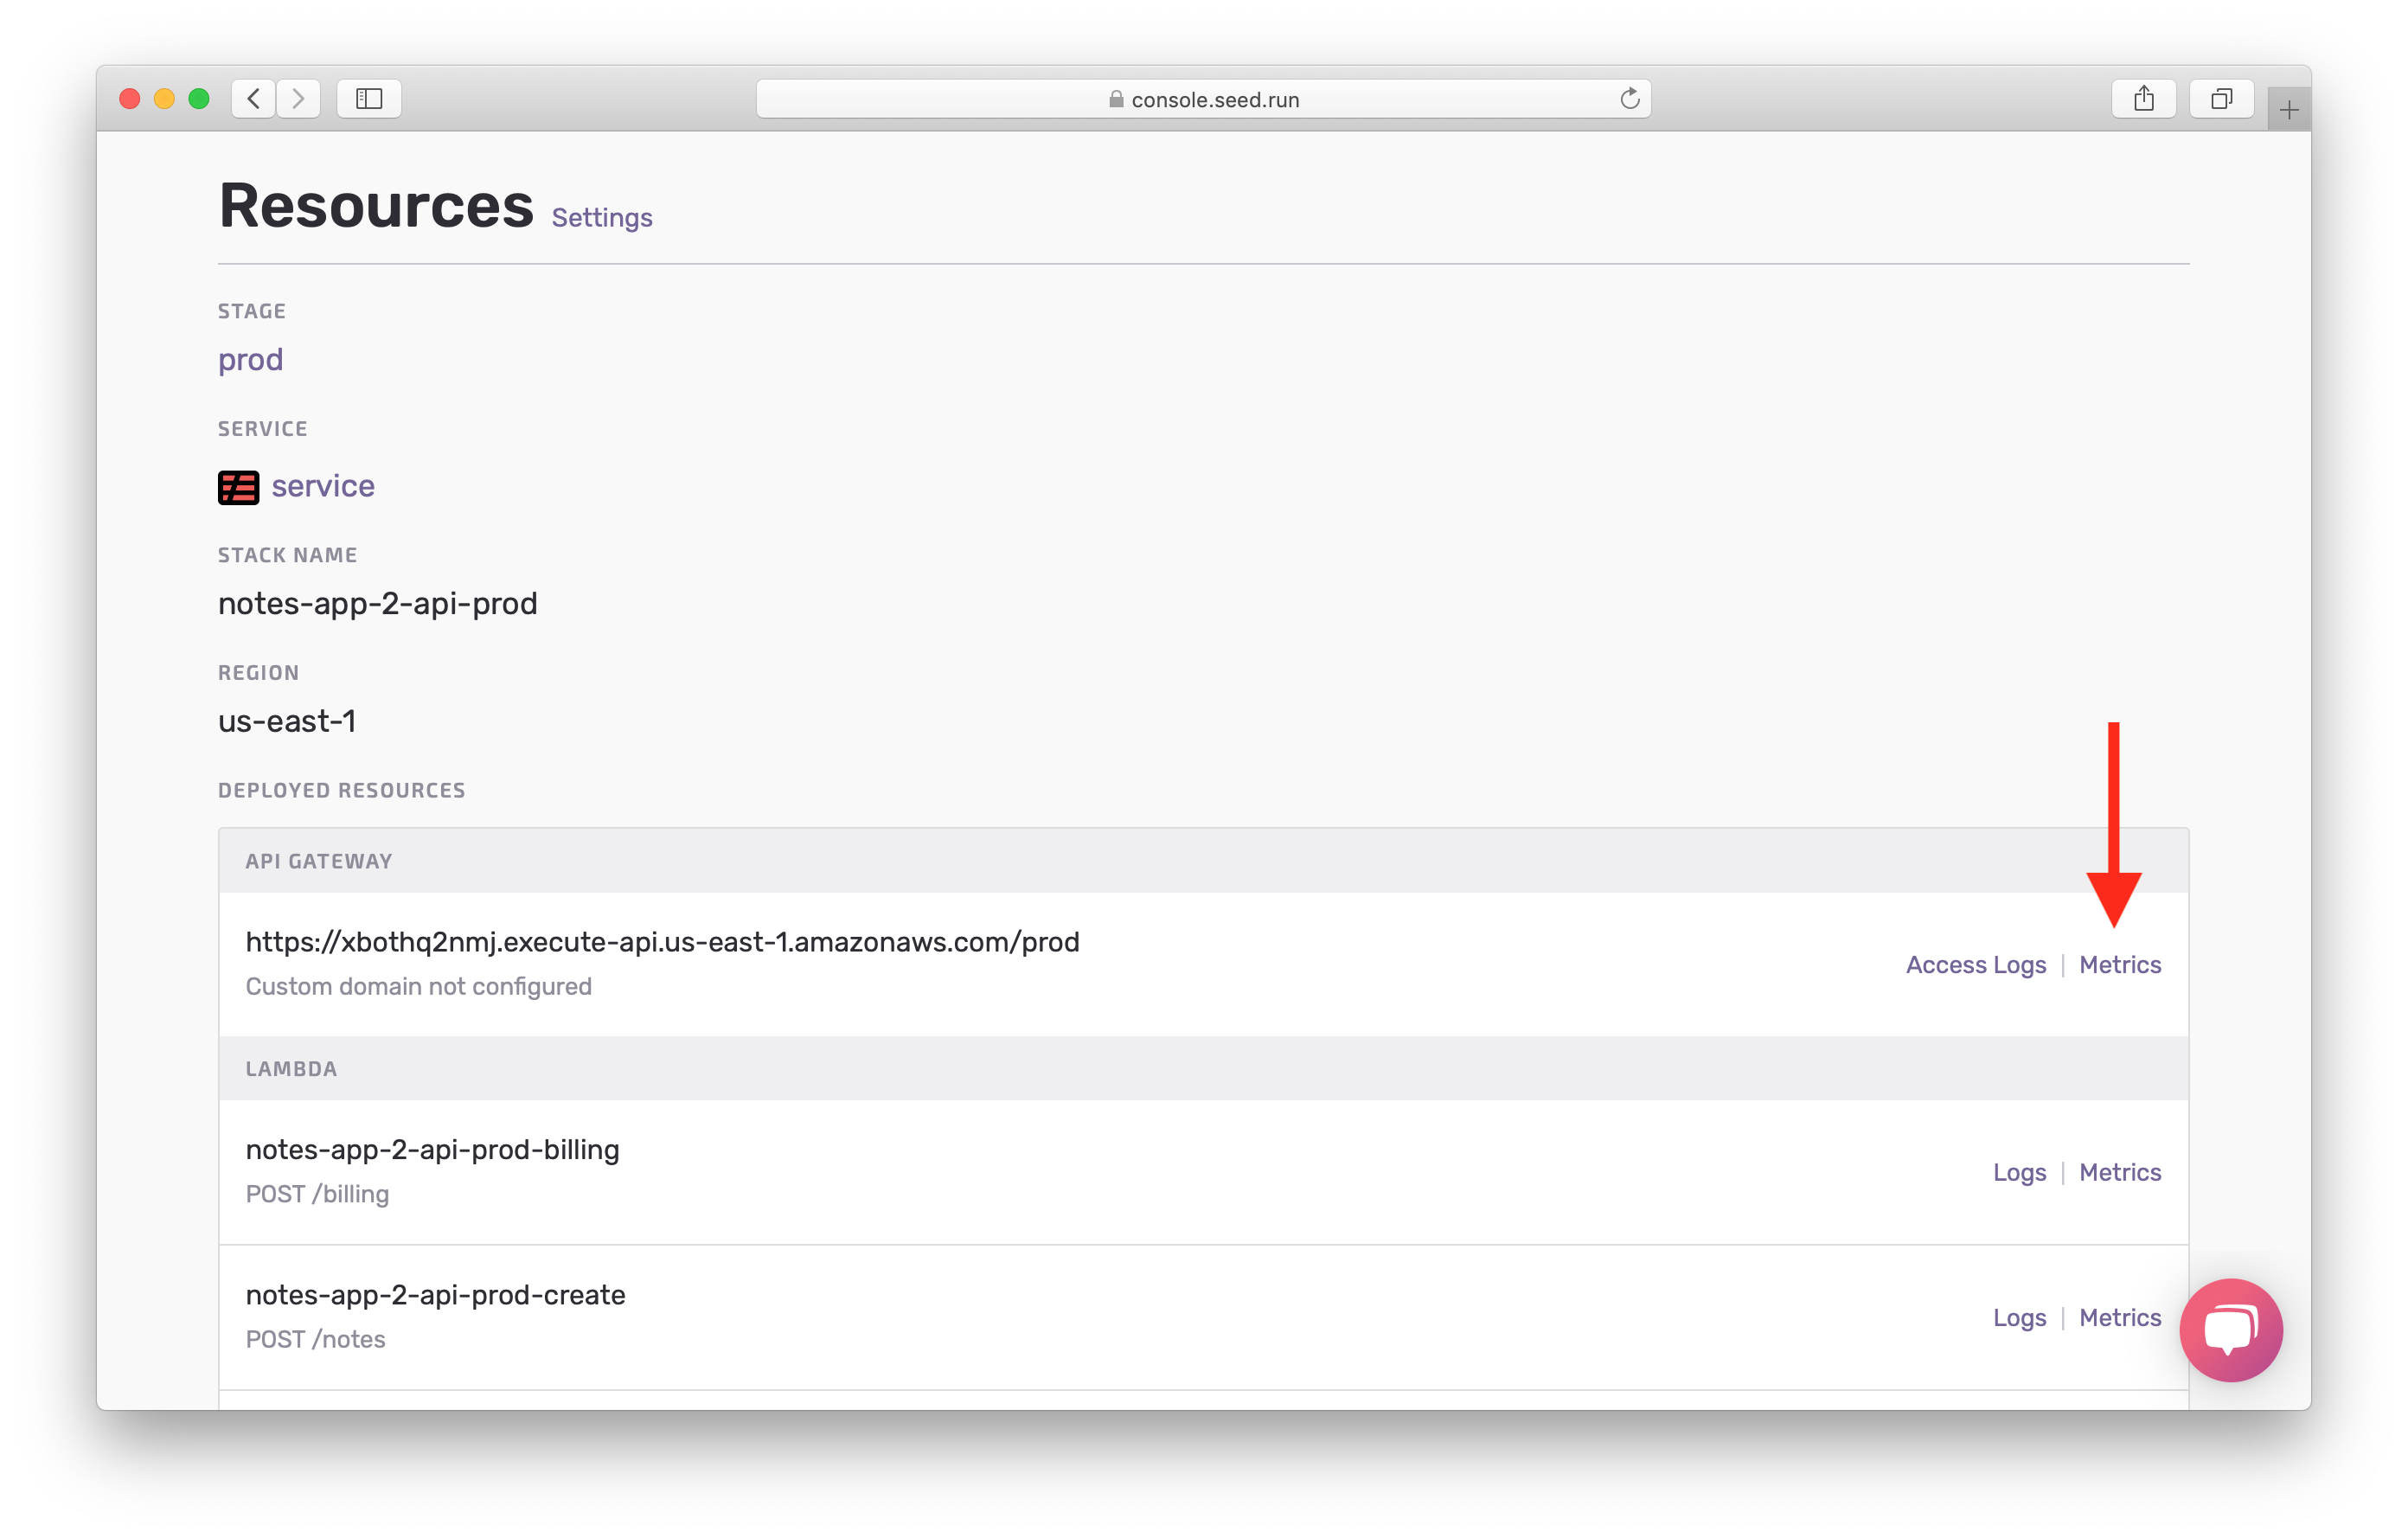 console.seed.run
Resources Settings
STAGE
prod
SERVICE
service
STACK NAME
notes-app-2-api-prod
REGION
us-east-1
DEPLOYED RESOURCES
API GATEWAY
https://xbothq2nmj.execute-api.us-east-1.amazonaws.com/prod
Custom domain not configured
Access Logs | Metrics
LAMBDA
notes-app-2-api-prod-billing
POST /billing
Logs | Metrics
notes-app-2-api-prod-create
POST /notes
Logs | Metrics